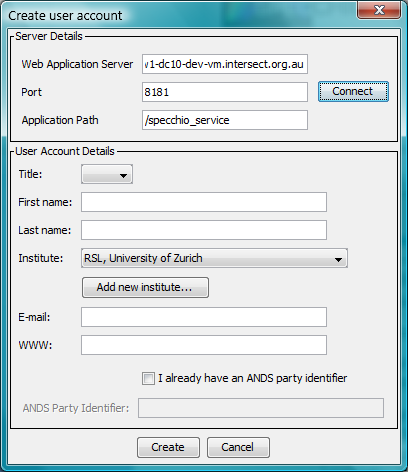 Create user account
Server Details
Web Application Server v1-dc10-dev-vm.intersect.org.au
Port 8181 Connect
Application Path /specchio_service
User Account Details
Title:
First name:
Last name:
Institute: RSL, University of Zurich
Add new institute...
E-mail:
WWW:
I already have an ANDS party identifier
ANDS Party Identifier:
Create Cancel